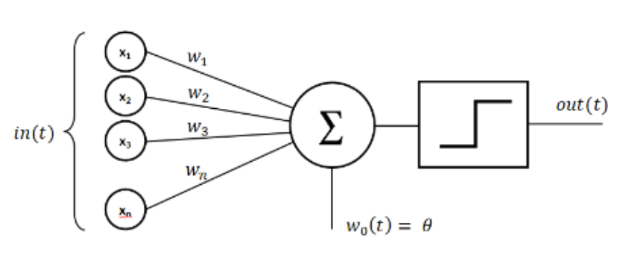 x₁
w₁
x₂
w₂
in(t)
x₃
w₃
wₙ
xₙ
Σ
out(t)
w₀(t) = θ